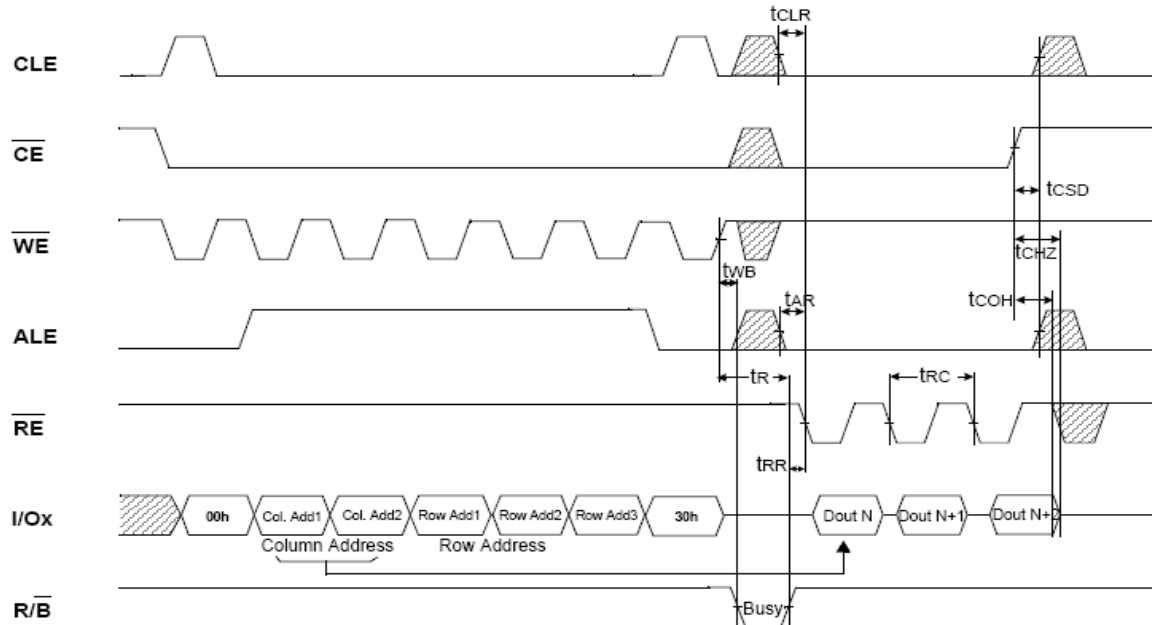 tCLR
CLE
CE
tCSD
WE
tCHZ
tWB
tAR
tCOH
ALE
tR
tRC
RE
tRR
I/Ox
00h
Col. Add1
Col. Add2
Row Add1
Row Add2
Row Add3
30h
Dout N
Dout N+1
Dout N+2
Column Address
Row Address
R/B
Busy